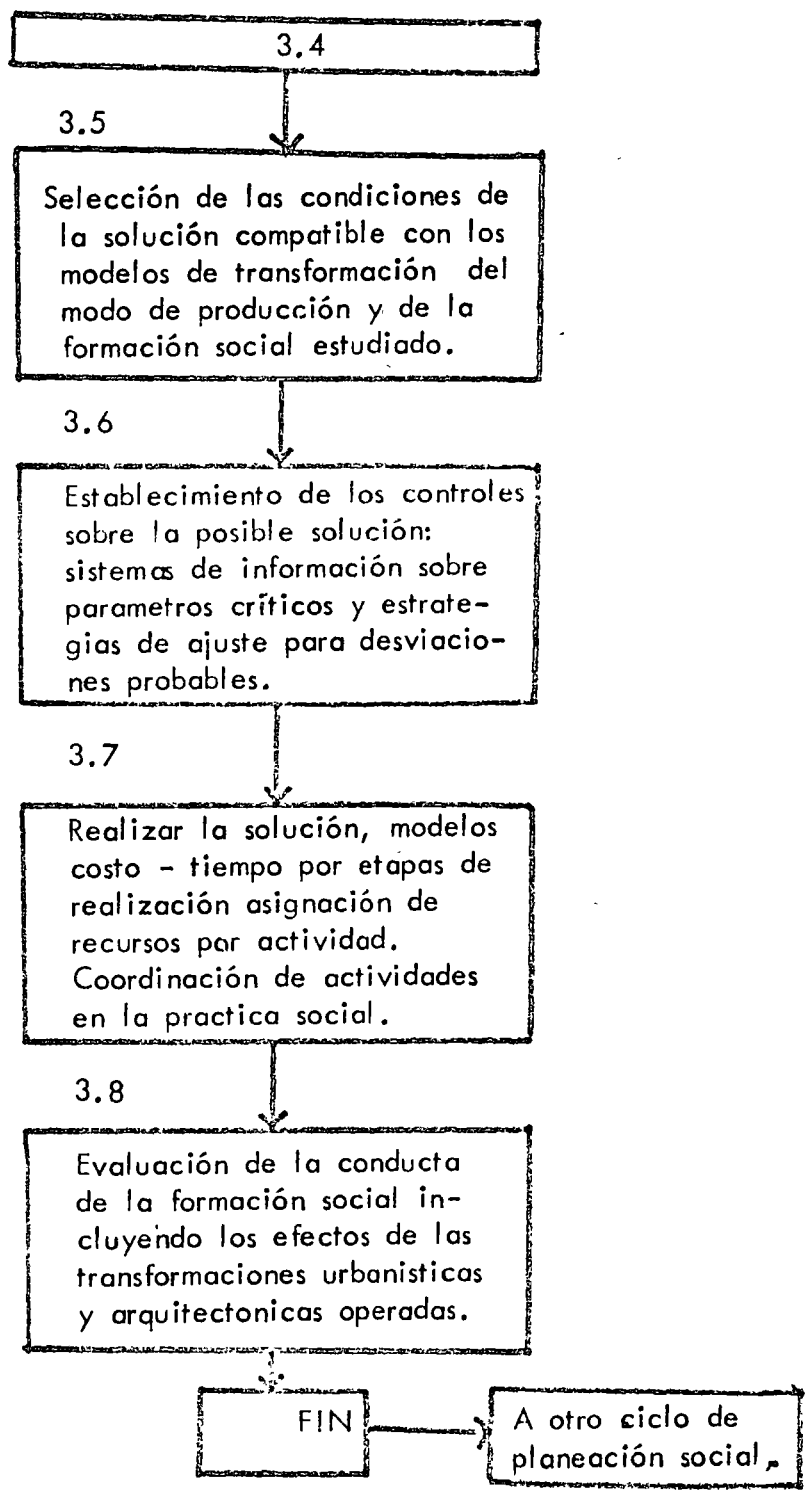 3.4
3.5
Selección de las condiciones de
la solución compatible con los
modelos de transformación del
modo de producción y de la
formación social estudiado.
3.6
Establecimiento de los controles
sobre la posible solución:
sistemas de información sobre
parametros críticos y estrate-
gias de ajuste para desviacio-
nes probables.
3.7
Realizar la solución, modelos
costo - tiempo por etapas de
realización asignación de
recursos por actividad.
Coordinación de actividades
en la practica social.
3.8
Evaluación de la conducta
de la formación social in-
cluyendo los efectos de las
transformaciones urbanisticas
y arquitectonicas operadas.
FIN
A otro ciclo de
planeación social.